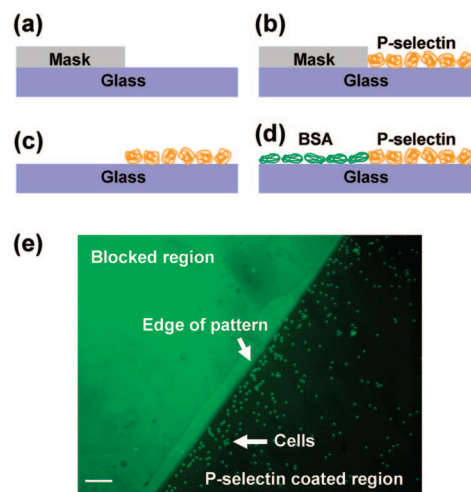 (a)
Mask
Glass
(b)
P-selectin
Mask
Glass
(c)
Glass
(d)
BSA
P-selectin
Glass
(e)
Blocked region
Edge of pattern
Cells
P-selectin coated region